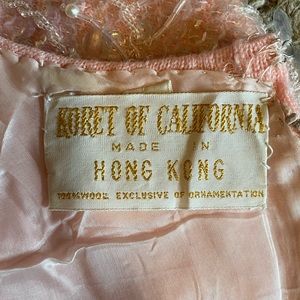 KORET OF CALIFORNIA
MADE IN
HONG KONG
100% WOOL EXCLUSIVE OF ORNAMENTATION